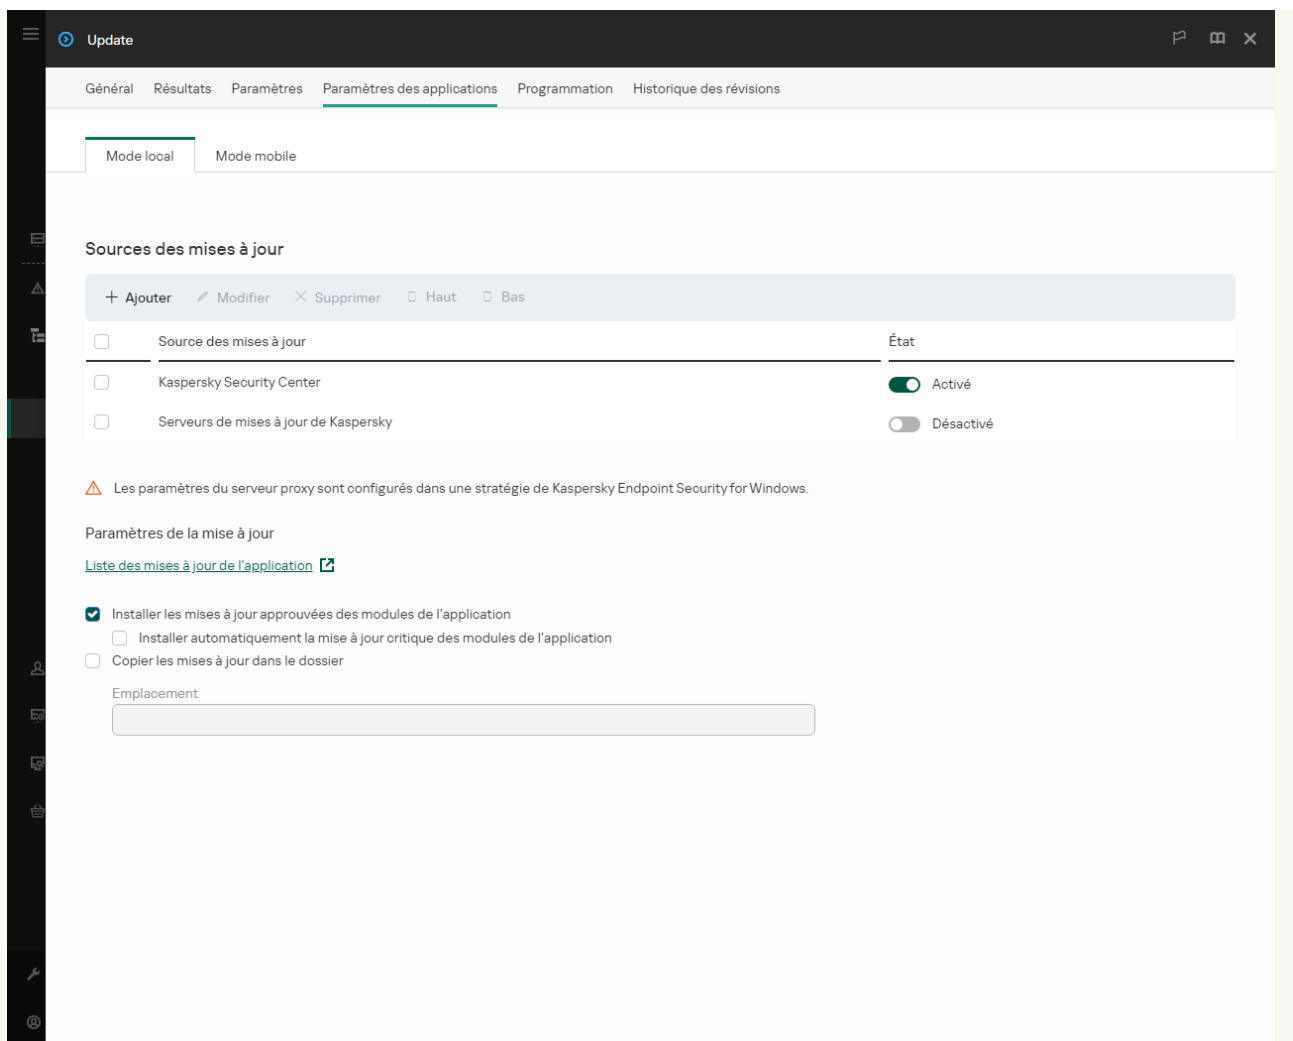 Update
Général Résultats Paramètres Paramètres des applications Programmation Historique des révisions
Mode local Mode mobile
Sources des mises à jour
Ajouter Modifier Supprimer Haut Bas
Source des mises à jour État
Kaspersky Security Center Activé
Serveurs de mises à jour de Kaspersky Désactivé
Les paramètres du serveur proxy sont configurés dans une stratégie de Kaspersky Endpoint Security for Windows.
Paramètres de la mise à jour
Liste des mises à jour de l'application
Installer les mises à jour approuvées des modules de l'application
Installer automatiquement la mise à jour critique des modules de l'application
Copier les mises à jour dans le dossier
Emplacement